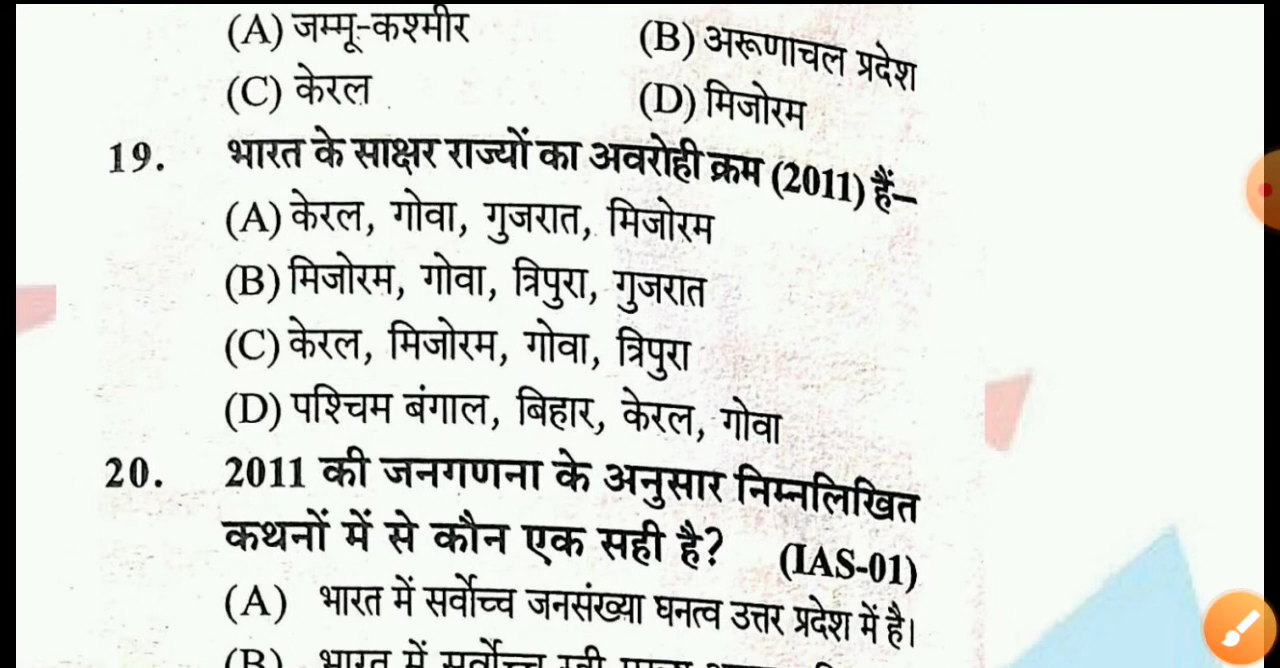 (A) जम्मू-कश्मीर (B) अरूणाचल प्रदेश
(C) केरल (D) मिजोरम
19. भारत के साक्षर राज्यों का अवरोही क्रम (2011) हैं–
(A) केरल, गोवा, गुजरात, मिजोरम
(B) मिजोरम, गोवा, त्रिपुरा, गुजरात
(C) केरल, मिजोरम, गोवा, त्रिपुरा
(D) पश्चिम बंगाल, बिहार, केरल, गोवा
20. 2011 की जनगणना के अनुसार निम्नलिखित
कथनों में से कौन एक सही है? (IAS-01)
(A) भारत में सर्वोच्च जनसंख्या घनत्व उत्तर प्रदेश में है।
(B) भारत में सर्वोच्च